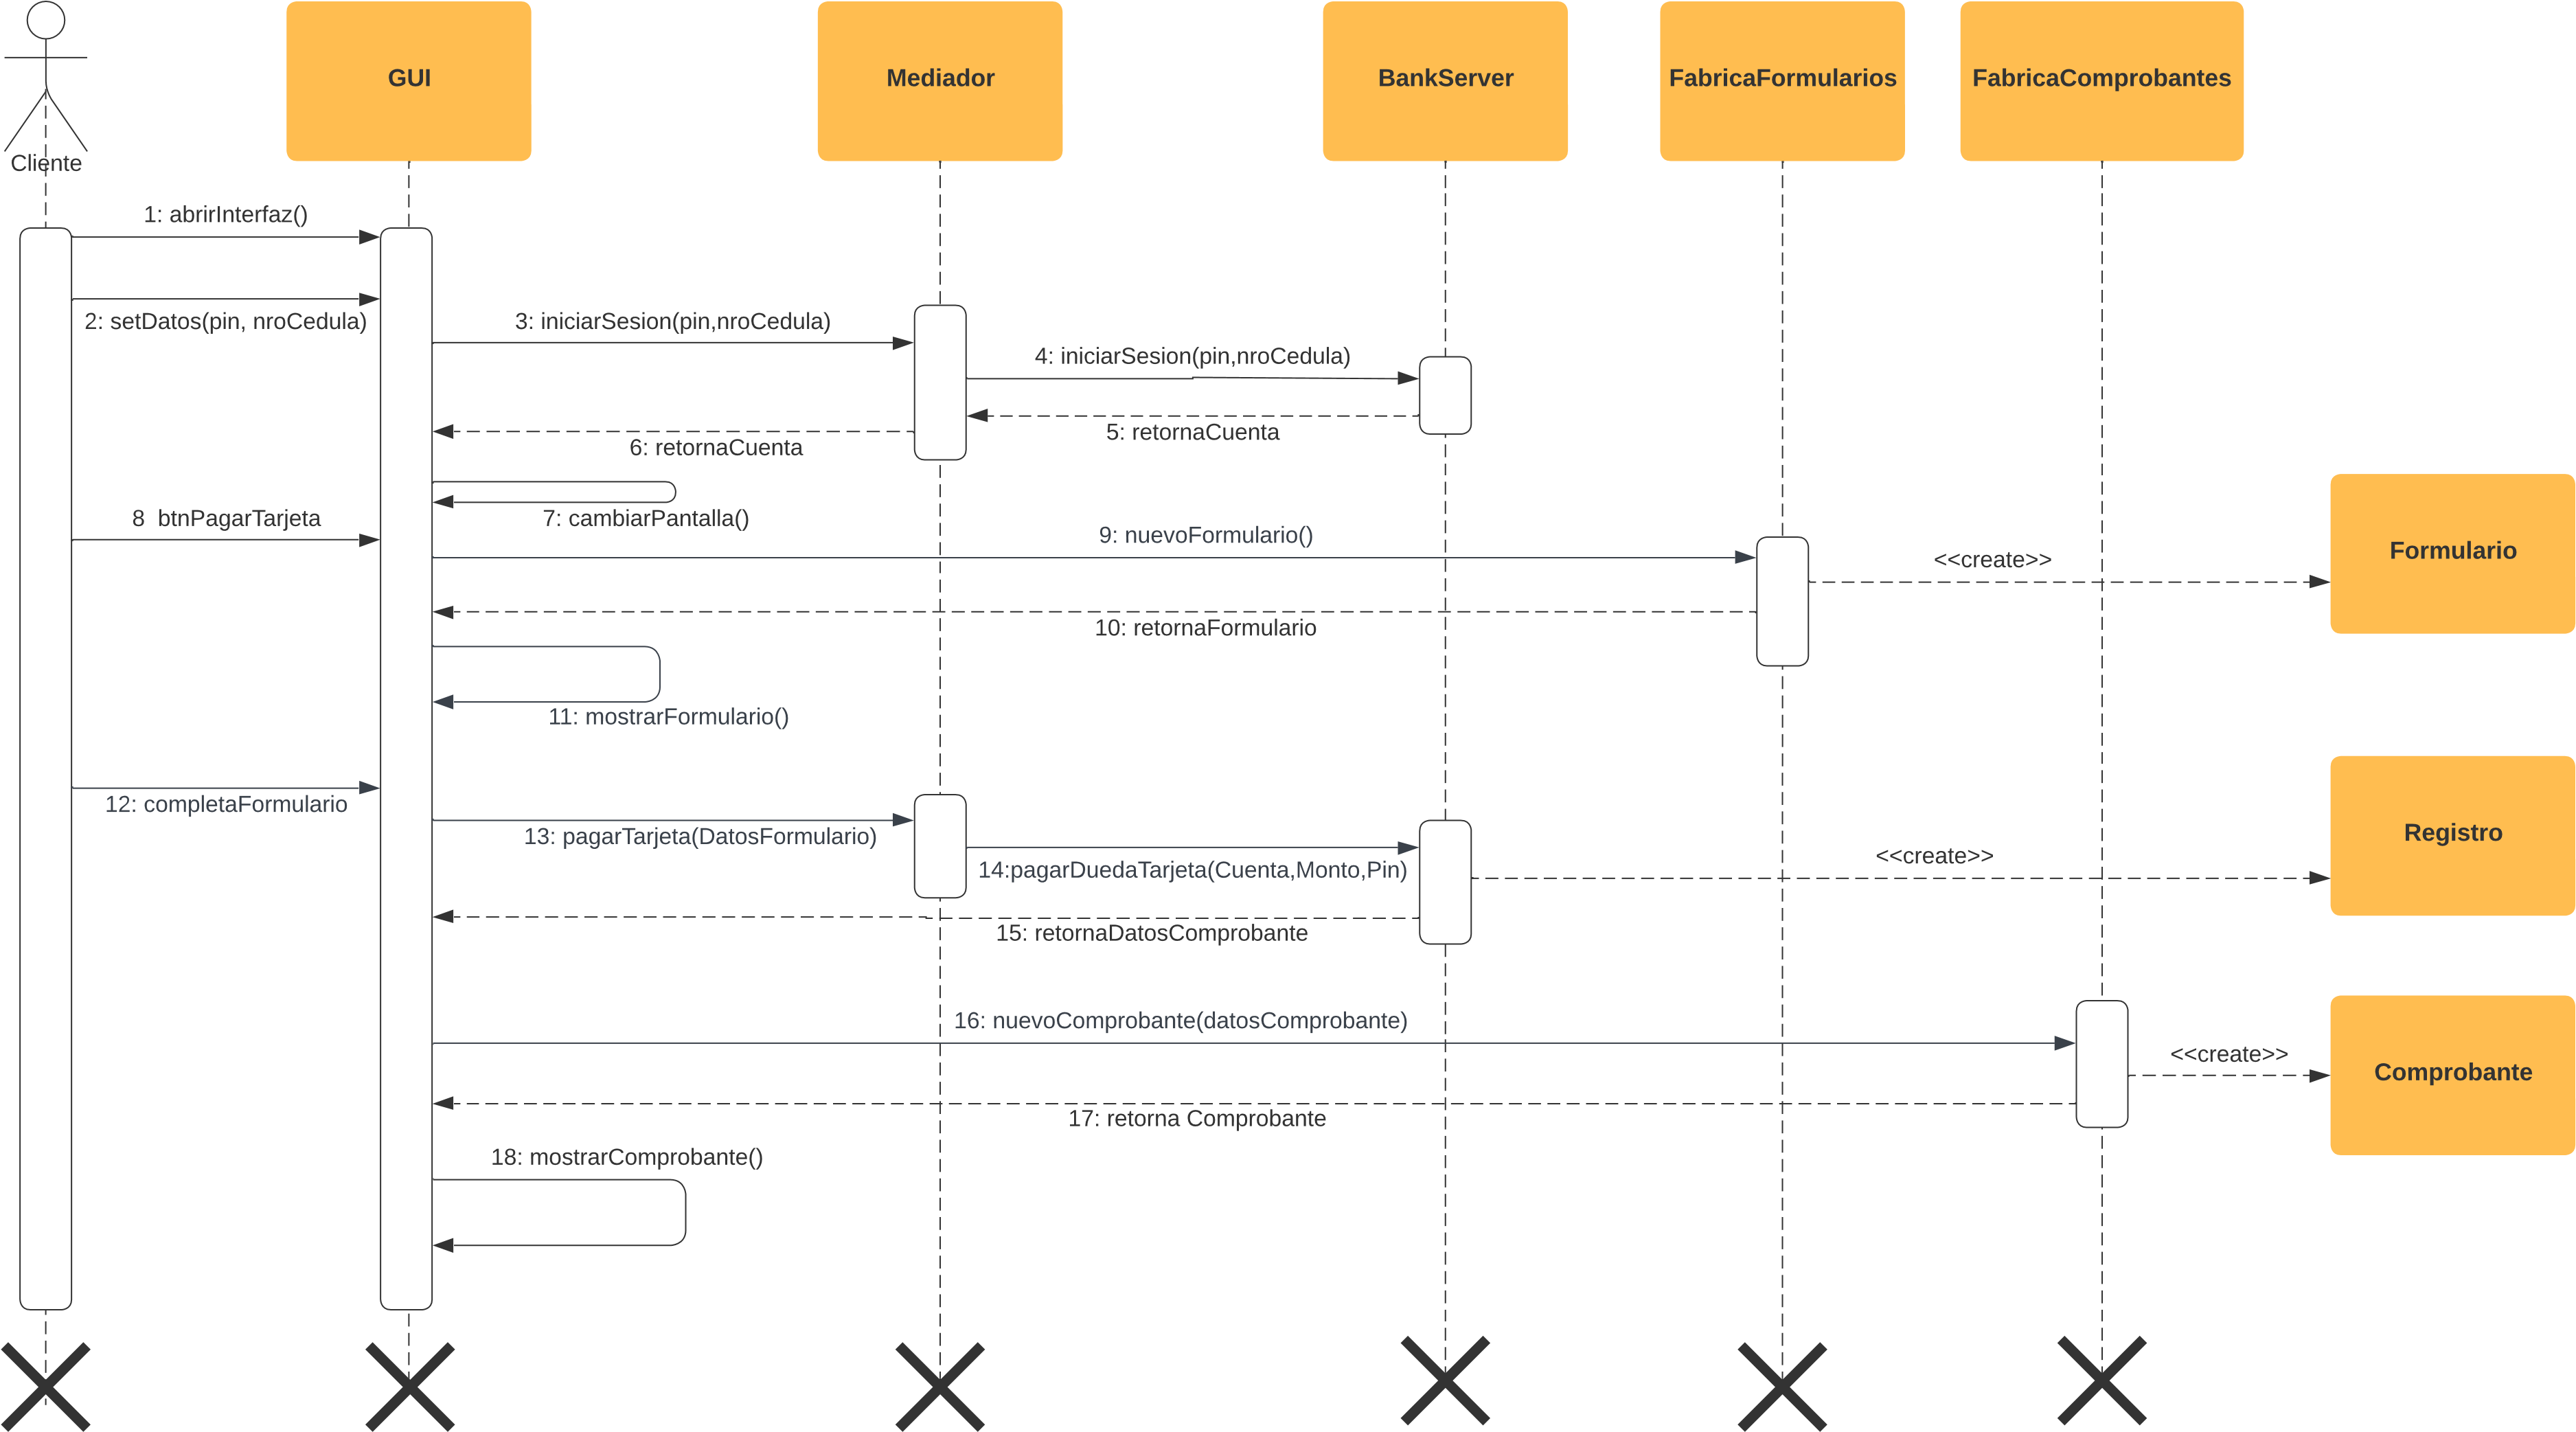 GUI
Mediador
BankServer
FabricaFormularios
FabricaComprobantes
Cliente
1: abrirInterfaz()
2: setDatos(pin, nroCedula)
3: iniciarSesion(pin,nroCedula)
4: iniciarSesion(pin,nroCedula)
5: retornaCuenta
6: retornaCuenta
7: cambiarPantalla()
8  btnPagarTarjeta
9: nuevoFormulario()
<<create>>
Formulario
10: retornaFormulario
11: mostrarFormulario()
12: completaFormulario
13: pagarTarjeta(DatosFormulario)
14:pagarDuedaTarjeta(Cuenta,Monto,Pin)
<<create>>
Registro
15: retornaDatosComprobante
16: nuevoComprobante(datosComprobante)
<<create>>
Comprobante
17: retorna Comprobante
18: mostrarComprobante()